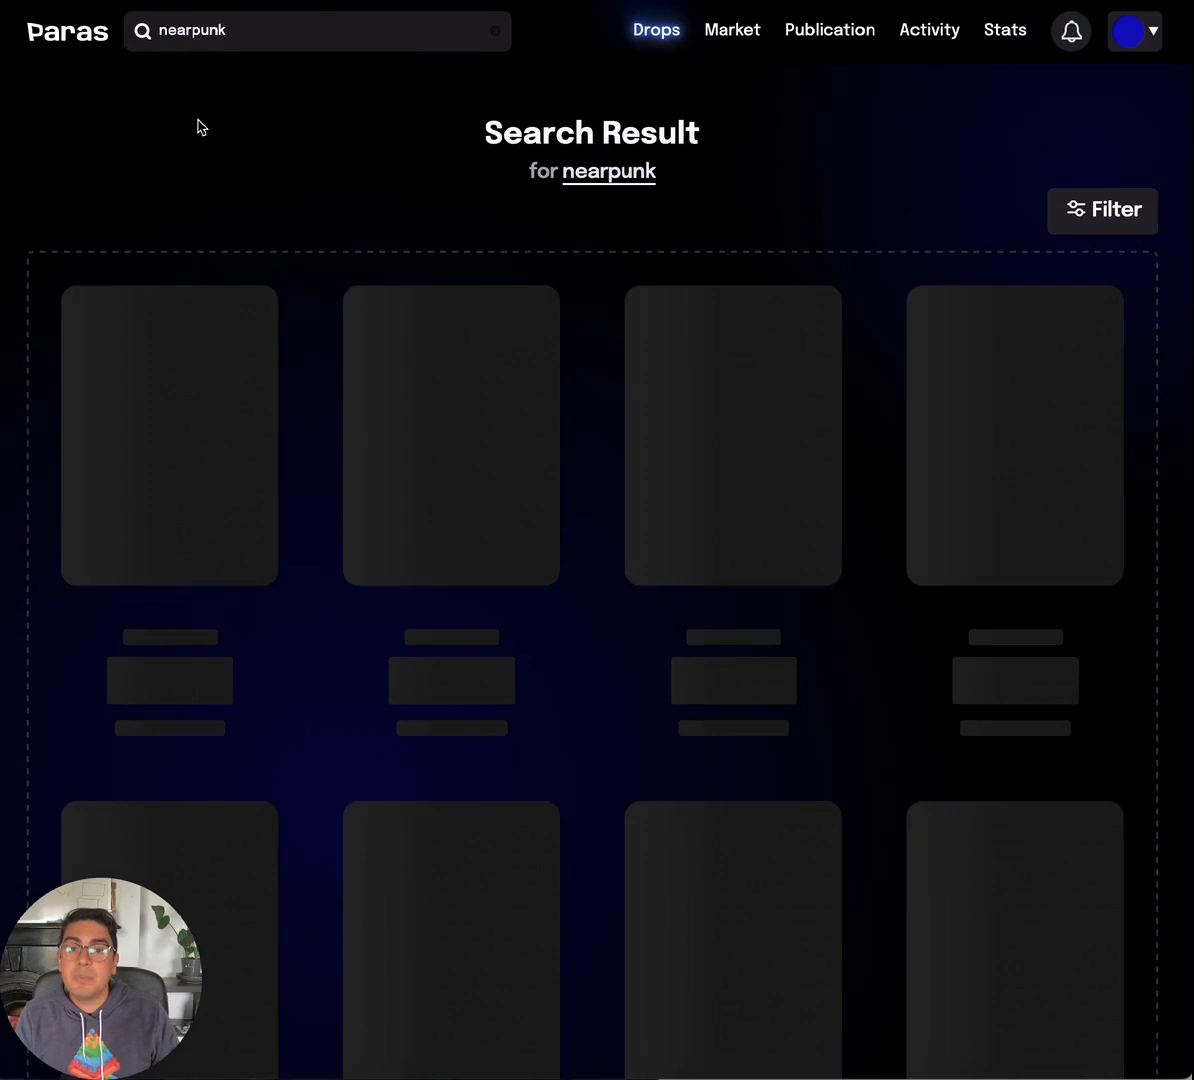 Paras
nearpunk
Drops
Market
Publication
Activity
Stats
Search Result
for nearpunk
Filter